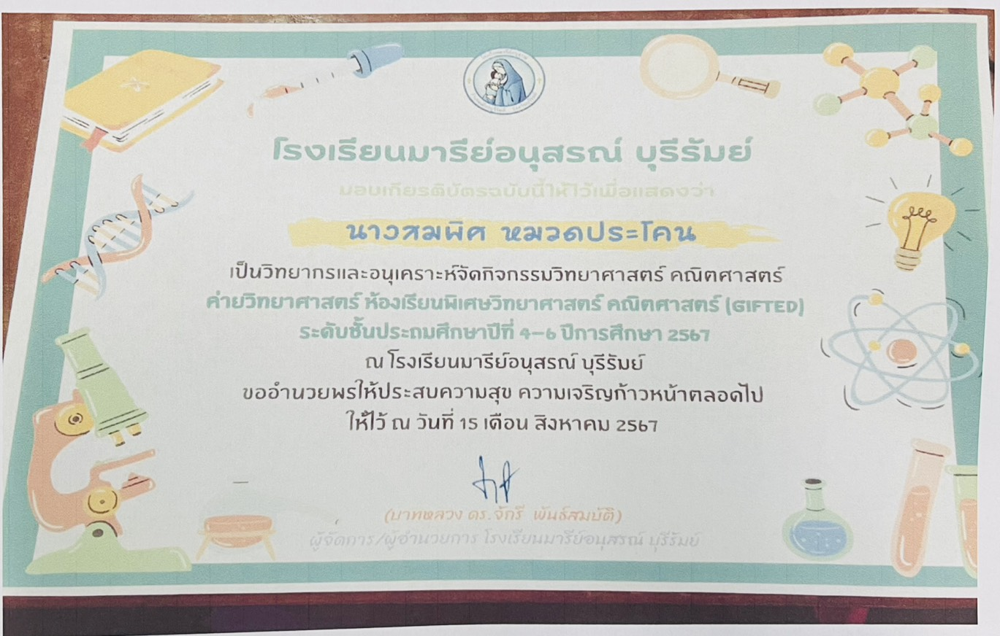 โรงเรียนมารีย์อนุสรณ์ บุรีรัมย์
มอบเกียรติบัตรฉบับนี้ให้ไว้เพื่อแสดงว่า
นางสมพิศ หมวดประโคน
เป็นวิทยากรและอนุเคราะห์จัดกิจกรรมวิทยาศาสตร์ คณิตศาสตร์
ค่ายวิทยาศาสตร์ ห้องเรียนพิเศษวิทยาศาสตร์ คณิตศาสตร์ (GIFTED)
ระดับชั้นประถมศึกษาปีที่ 4-6 ปีการศึกษา 2567
ณ โรงเรียนมารีย์อนุสรณ์ บุรีรัมย์
ขออำนวยพรให้ประสบความสุข ความเจริญก้าวหน้าตลอดไป
ให้ไว้ ณ วันที่ 15 เดือน สิงหาคม 2567
(บาทหลวง ดร.จักรี พันธ์สมบัติ)
ผู้จัดการ/ผู้อำนวยการ โรงเรียนมารีย์อนุสรณ์ บุรีรัมย์